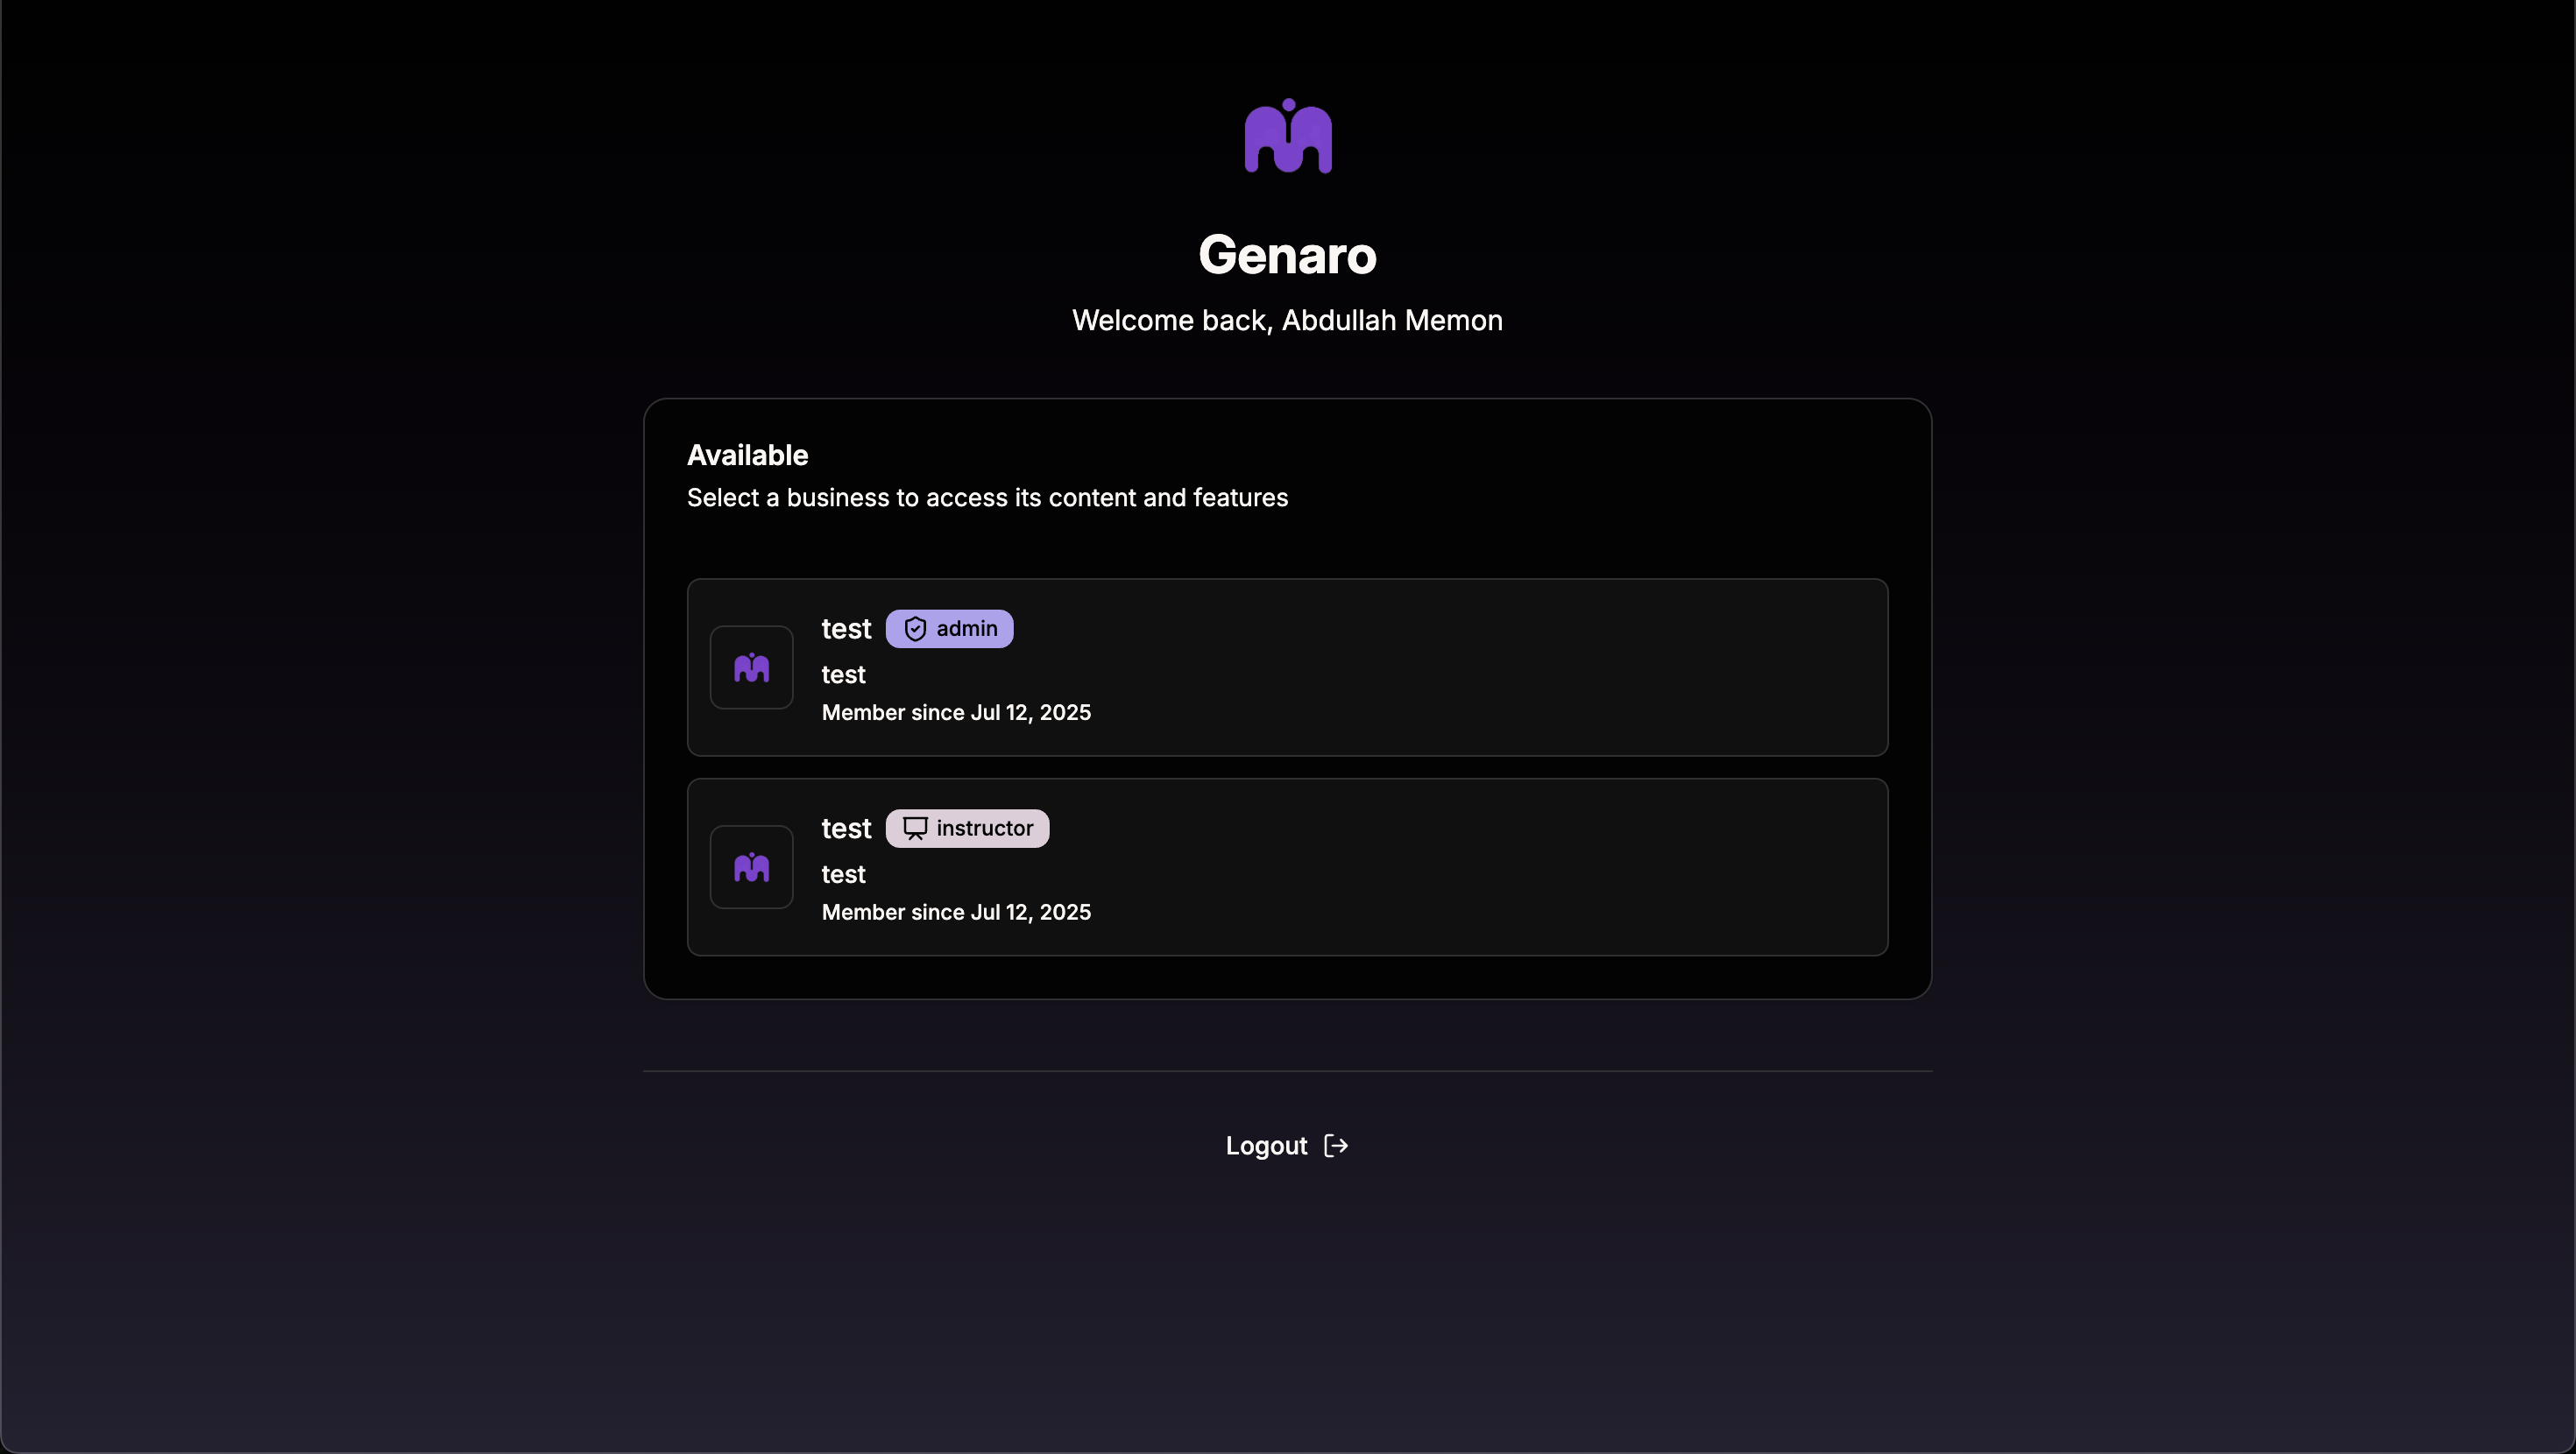 Genaro
Welcome back, Abdullah Memon
Available
Select a business to access its content and features
test admin
test
Member since Jul 12, 2025
test instructor
test
Member since Jul 12, 2025
Logout